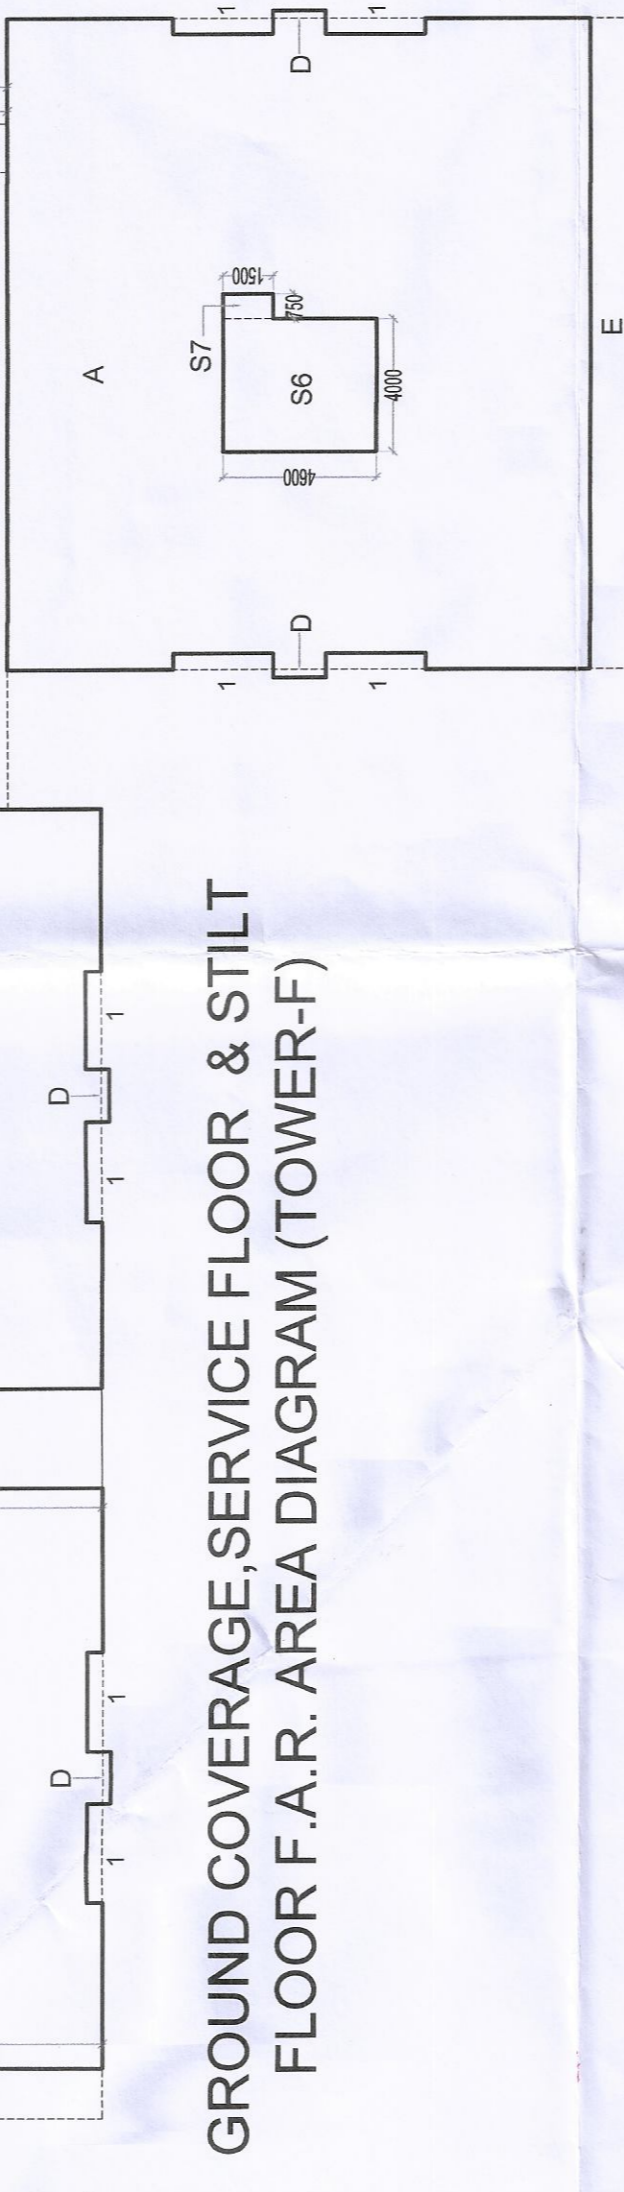 GROUND COVERAGE,SERVICE FLOOR & STILT
FLOOR F.A.R. AREA DIAGRAM (TOWER-F)
1
D
1
1
D
1
1
D
1
A
S7
S6
4600
4000
750
1500
1
D
1
E